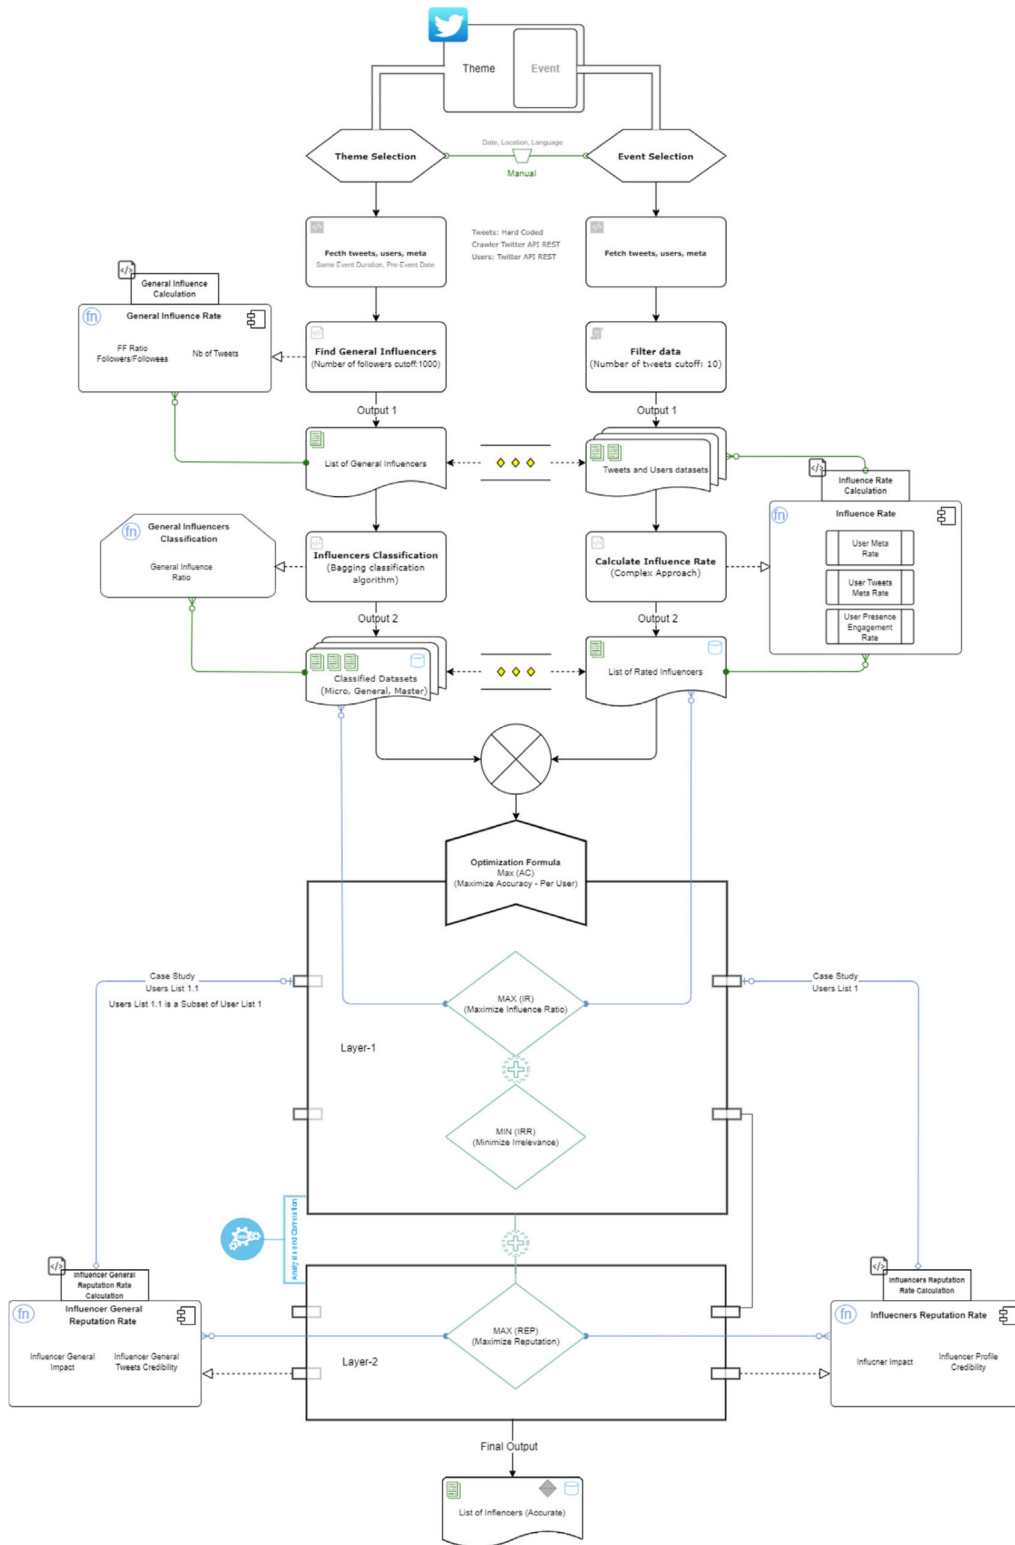 Theme
Event
Date, Location, Language
Theme Selection
Event Selection
Manual
Fecth tweets, users, meta
Same Event Duration, Pre-Event Date
Tweets: Hard Coded
Crawler Twitter API REST
Users: Twitter API REST
Fetch tweets, users, meta
General Influence
Calculation
General Influence Rate
FF Ratio
Followers/Followees
Nb of Tweets
Find General Influencers
(Number of followers cutoff:1000)
Filter data
(Number of tweets cutoff: 10)
Output 1
Output 1
List of General Influencers
Tweets and Users datasets
Influence Rate
Calculation
Influence Rate
User Meta
Rate
User Tweets
Meta Rate
User Presence
Engagement
Rate
General Influencers
Classification
General Influence
Ratio
Influencers Classification
(Bagging classification
algorithm)
Calculate Influence Rate
(Complex Approach)
Output 2
Output 2
Classified Datasets
(Micro, General, Master)
List of Rated Influencers
Optimization Formula
Max (AC)
(Maximize Accuracy - Per User)
Case Study
Users List 1.1
Users List 1.1 is a Subset of User List 1
Case Study
Users List 1
MAX (IR)
(Maximize Influence Ratio)
Layer-1
MIN (IRR)
(Minimize Irrelevance)
Analysis and Correlation
Influencer General
Reputation Rate
Calculation
Influencer General
Reputation Rate
Influencer General
Impact
Influencer General
Tweets Credibility
MAX (REP)
(Maximize Reputation)
Layer-2
Influencers Reputation
Rate Calculation
Influecners Reputation Rate
Influcner Impact
Influencer Profile
Credibility
fn
fn
fn
fn
fn
Final Output
List of Inflencers (Accurate)